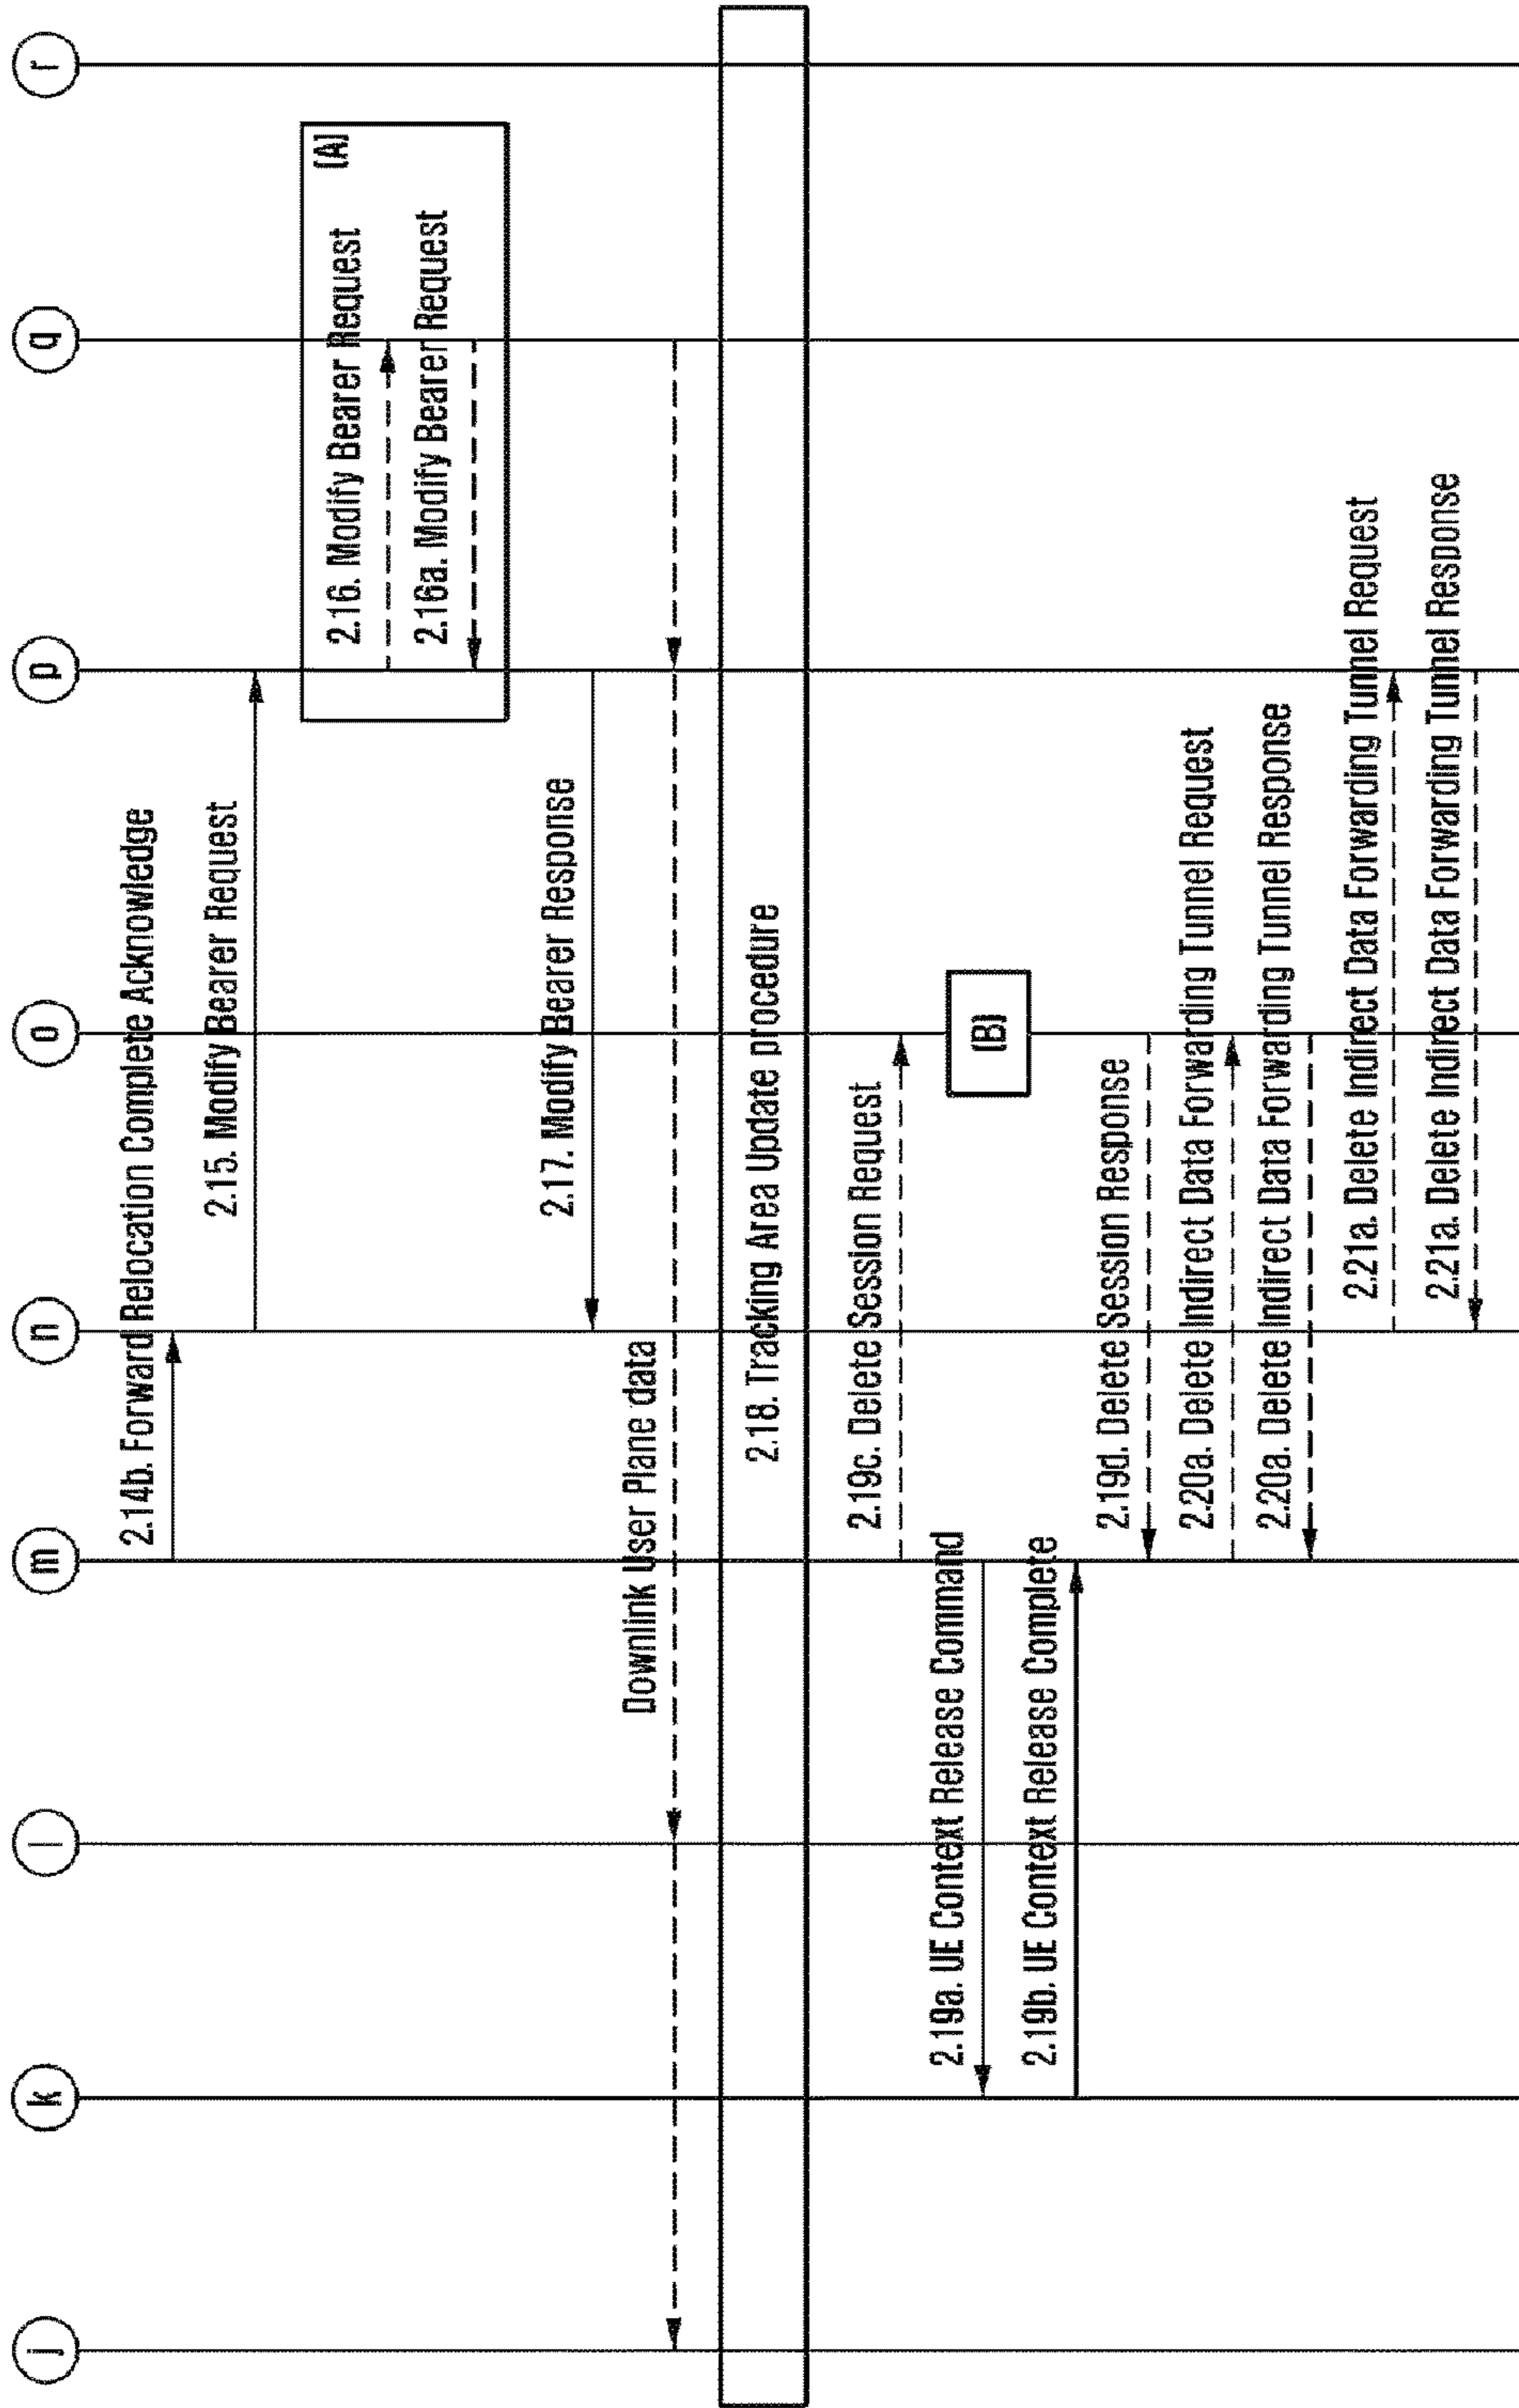 j
k
l
m
n
o
p
q
r
2.14b. Forward Relocation Complete Acknowledge
2.15. Modify Bearer Request
(A)
2.16. Modify Bearer Request
2.16a. Modify Bearer Request
2.17. Modify Bearer Response
Downlink User Plane data
2.18. Tracking Area Update procedure
2.19c. Delete Session Request
2.19a. UE Context Release Command
(B)
2.19b. UE Context Release Complete
2.19d. Delete Session Response
2.20a. Delete Indirect Data Forwarding Tunnel Request
2.20a. Delete Indirect Data Forwarding Tunnel Response
2.21a. Delete Indirect Data Forwarding Tunnel Request
2.21a. Delete Indirect Data Forwarding Tunnel Response